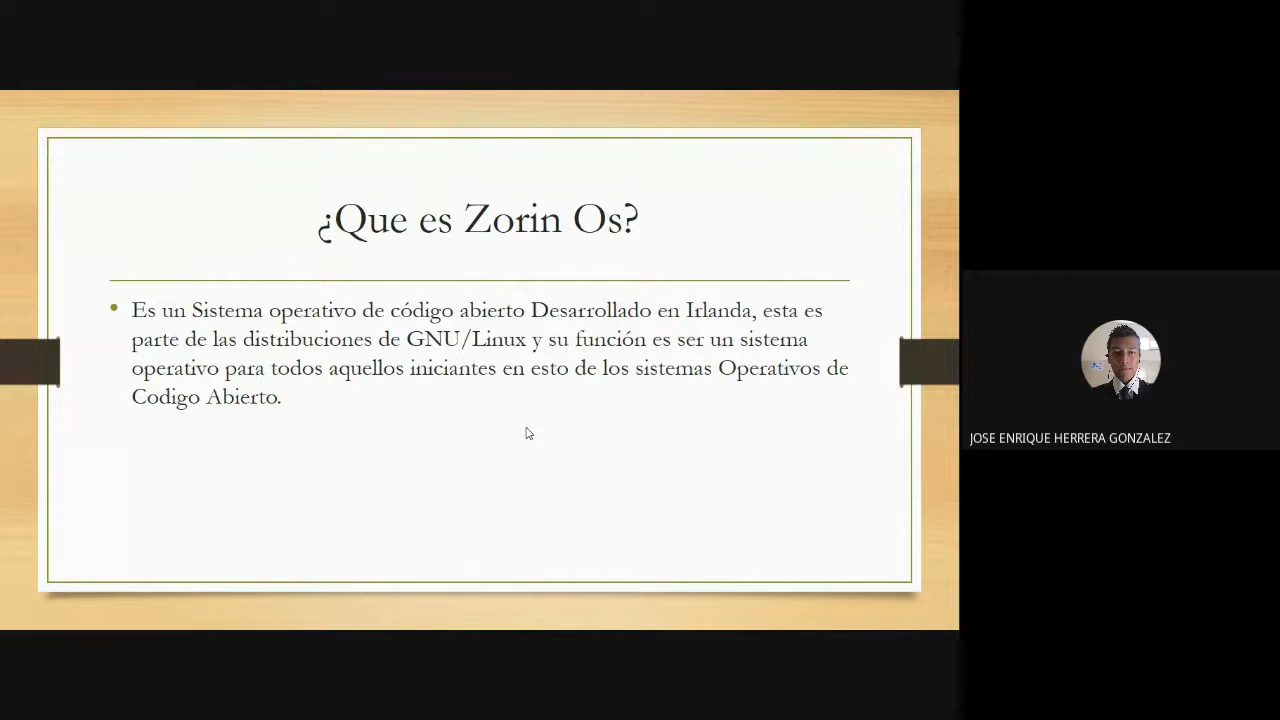 ¿Que es Zorin Os?
• Es un Sistema operativo de código abierto Desarrollado en Irlanda, esta es
parte de las distribuciones de GNU/Linux y su función es ser un sistema
operativo para todos aquellos iniciantes en esto de los sistemas Operativos de
Codigo Abierto.
JOSE ENRIQUE HERRERA GONZALEZ